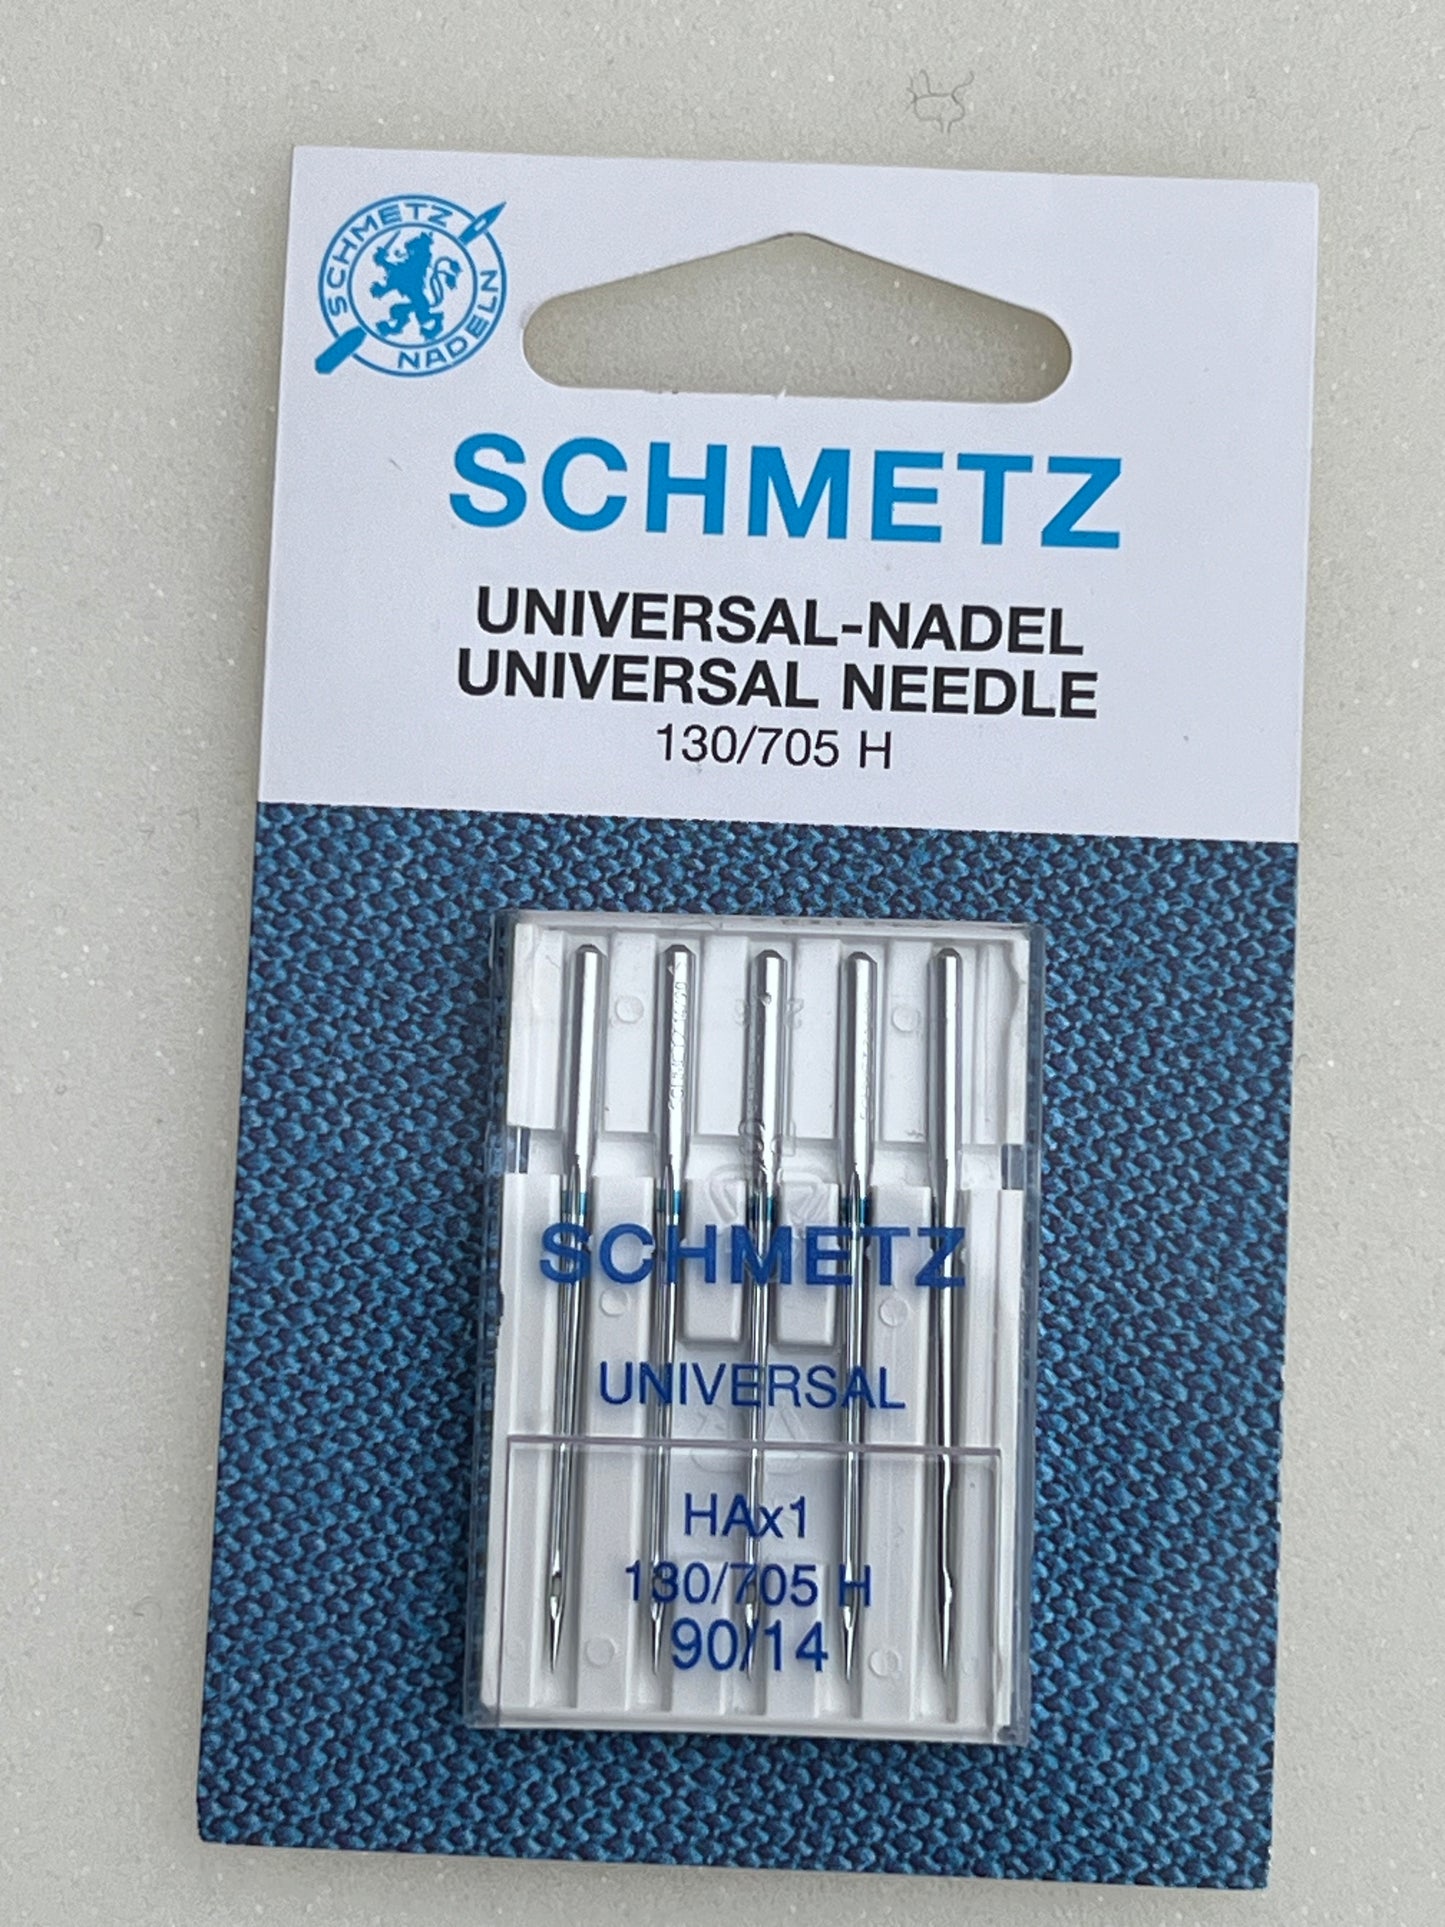 SCHMETZ
NADELN
SCHMETZ
UNIVERSAL-NADEL
UNIVERSAL NEEDLE
130/705 H
SCHMETZ
UNIVERSAL
HAx1
130/705 H
90/14